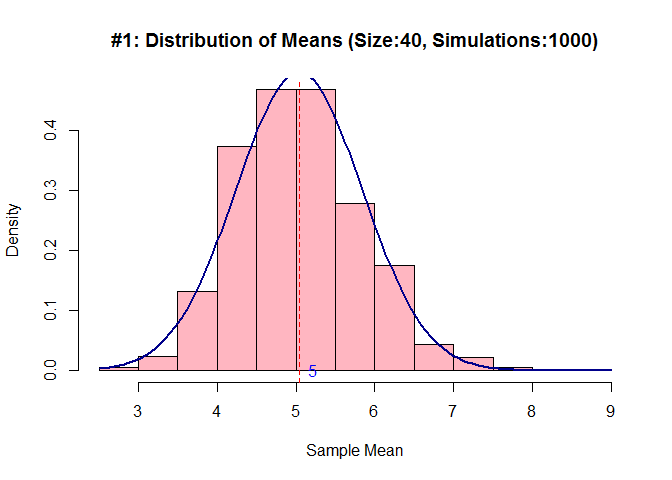 #1: Distribution of Means (Size:40, Simulations:1000)
Density
0.4
0.3
0.2
0.1
0.0
5
3 4 5 6 7 8 9
Sample Mean